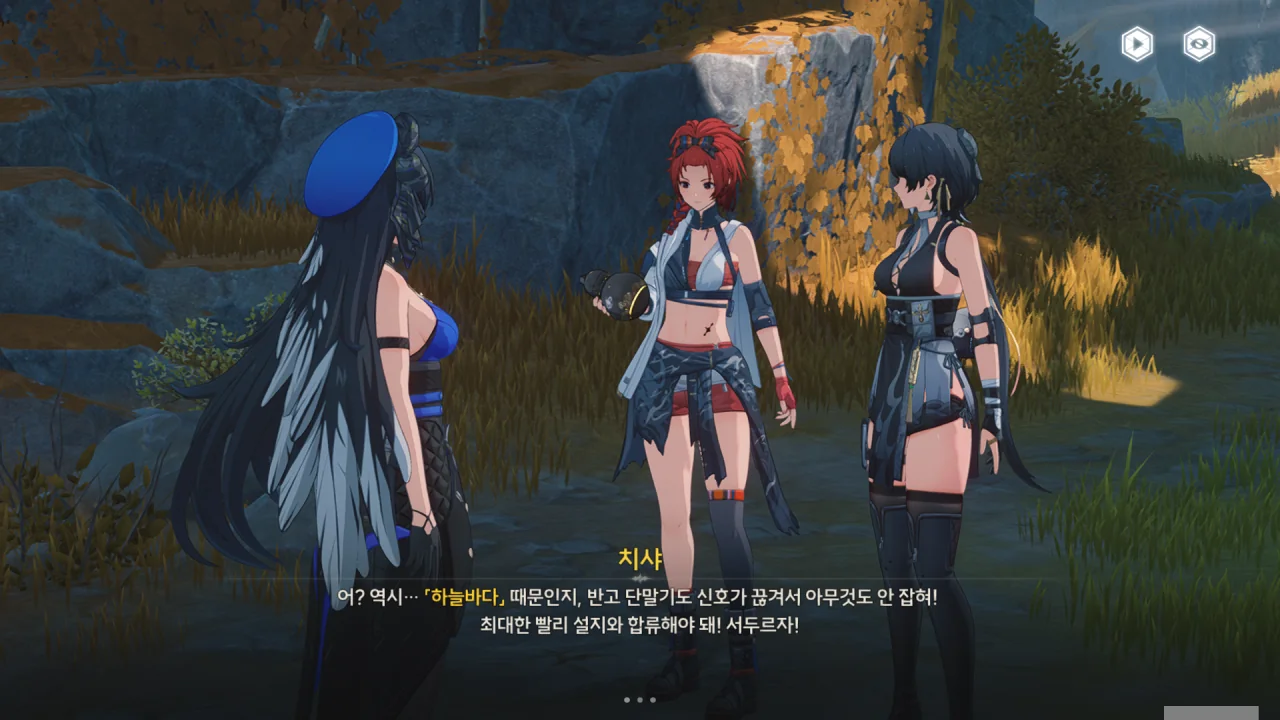 치샤
어? 역시… 「하늘바다」 때문인지, 반고 단말기도 신호가 끊겨서 아무것도 안 잡혀!
최대한 빨리 설지와 합류해야 돼! 서두르자!